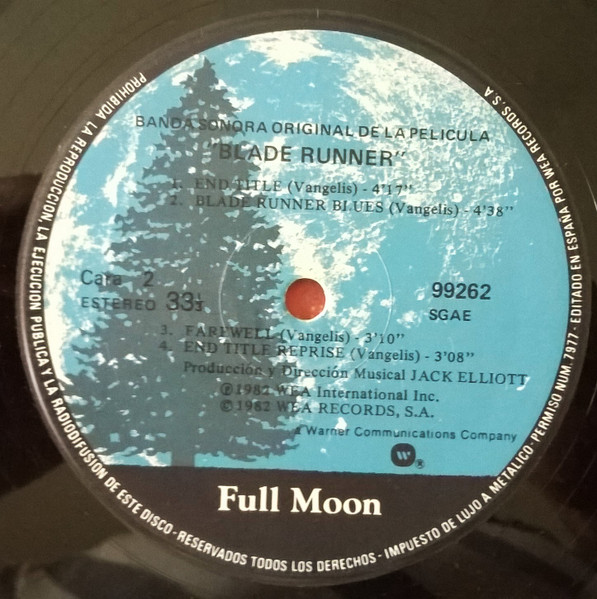 BANDA SONORA ORIGINAL DE LA PELICULA
"BLADE RUNNER"
1. END TITLE (Vangelis) - 4'17"
2. BLADE RUNNER BLUES (Vangelis) - 4'38"
Cara 2
ESTEREO 33⅓
99262
SGAE
3. FAREWELL (Vangelis) - 3'10"
4. END TITLE REPRISE (Vangelis) - 3'08"
Producción y Dirección Musical JACK ELLIOTT
℗ 1982 WEA International Inc.
© 1982 WEA RECORDS, S.A.
A Warner Communications Company
W ®
Full Moon
PROHIBIDA LA REPRODUCCION, LA EJECUCION PUBLICA Y LA RADIODIFUSION DE ESTE DISCO - RESERVADOS TODOS LOS DERECHOS - IMPUESTO DE LUJO A METALICO - PERMISO NUM. 7977 - EDITADO EN ESPAÑA POR WEA RECORDS, S.A